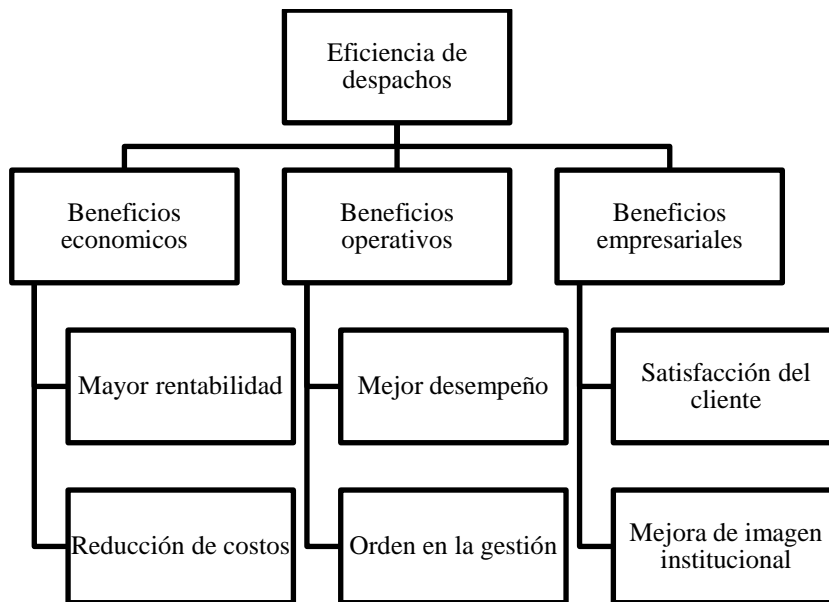 Eficiencia de
despachos
Beneficios
economicos
Beneficios
operativos
Beneficios
empresariales
Mayor rentabilidad
Mejor desempeño
Satisfacción del
cliente
Reducción de costos
Orden en la gestión
Mejora de imagen
institucional